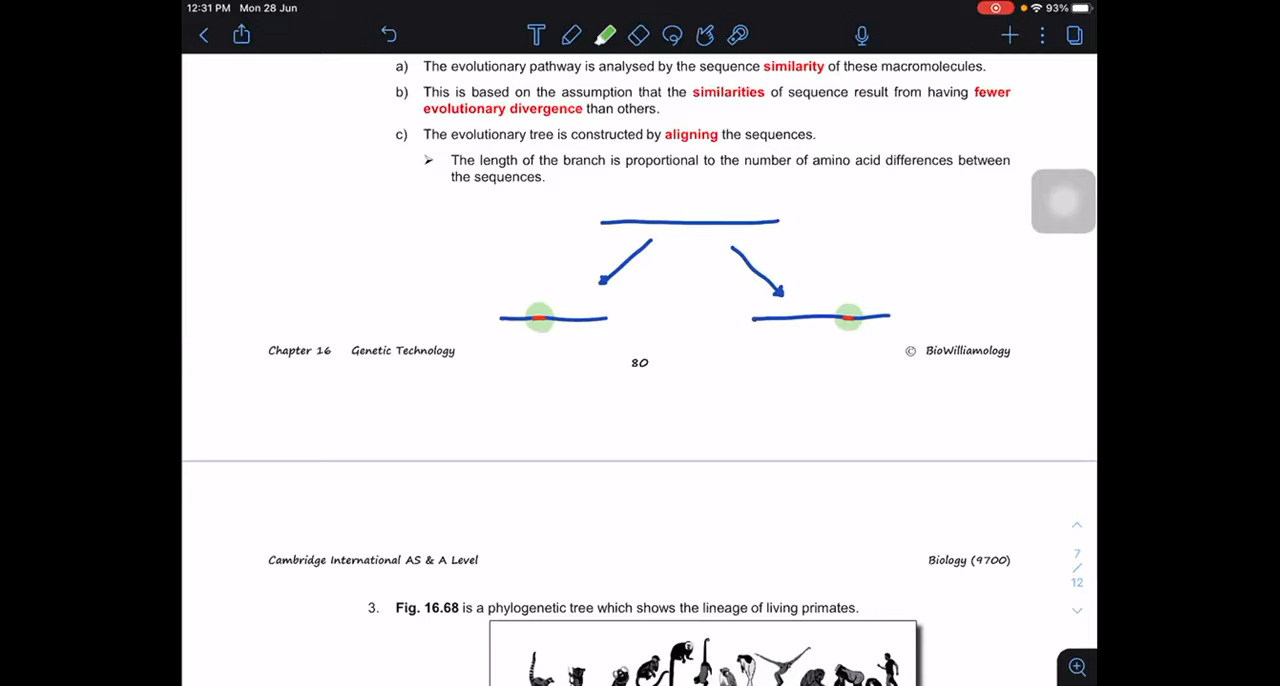 12:31 PM Mon 28 Jun
93%
a) The evolutionary pathway is analysed by the sequence similarity of these macromolecules.
b) This is based on the assumption that the similarities of sequence result from having fewer
evolutionary divergence than others.
c) The evolutionary tree is constructed by aligning the sequences.
➢ The length of the branch is proportional to the number of amino acid differences between
the sequences.
Chapter 16 Genetic Technology
80
© BioWilliamology
Cambridge International AS & A Level
Biology (9700)
7
/
12
3. Fig. 16.68 is a phylogenetic tree which shows the lineage of living primates.